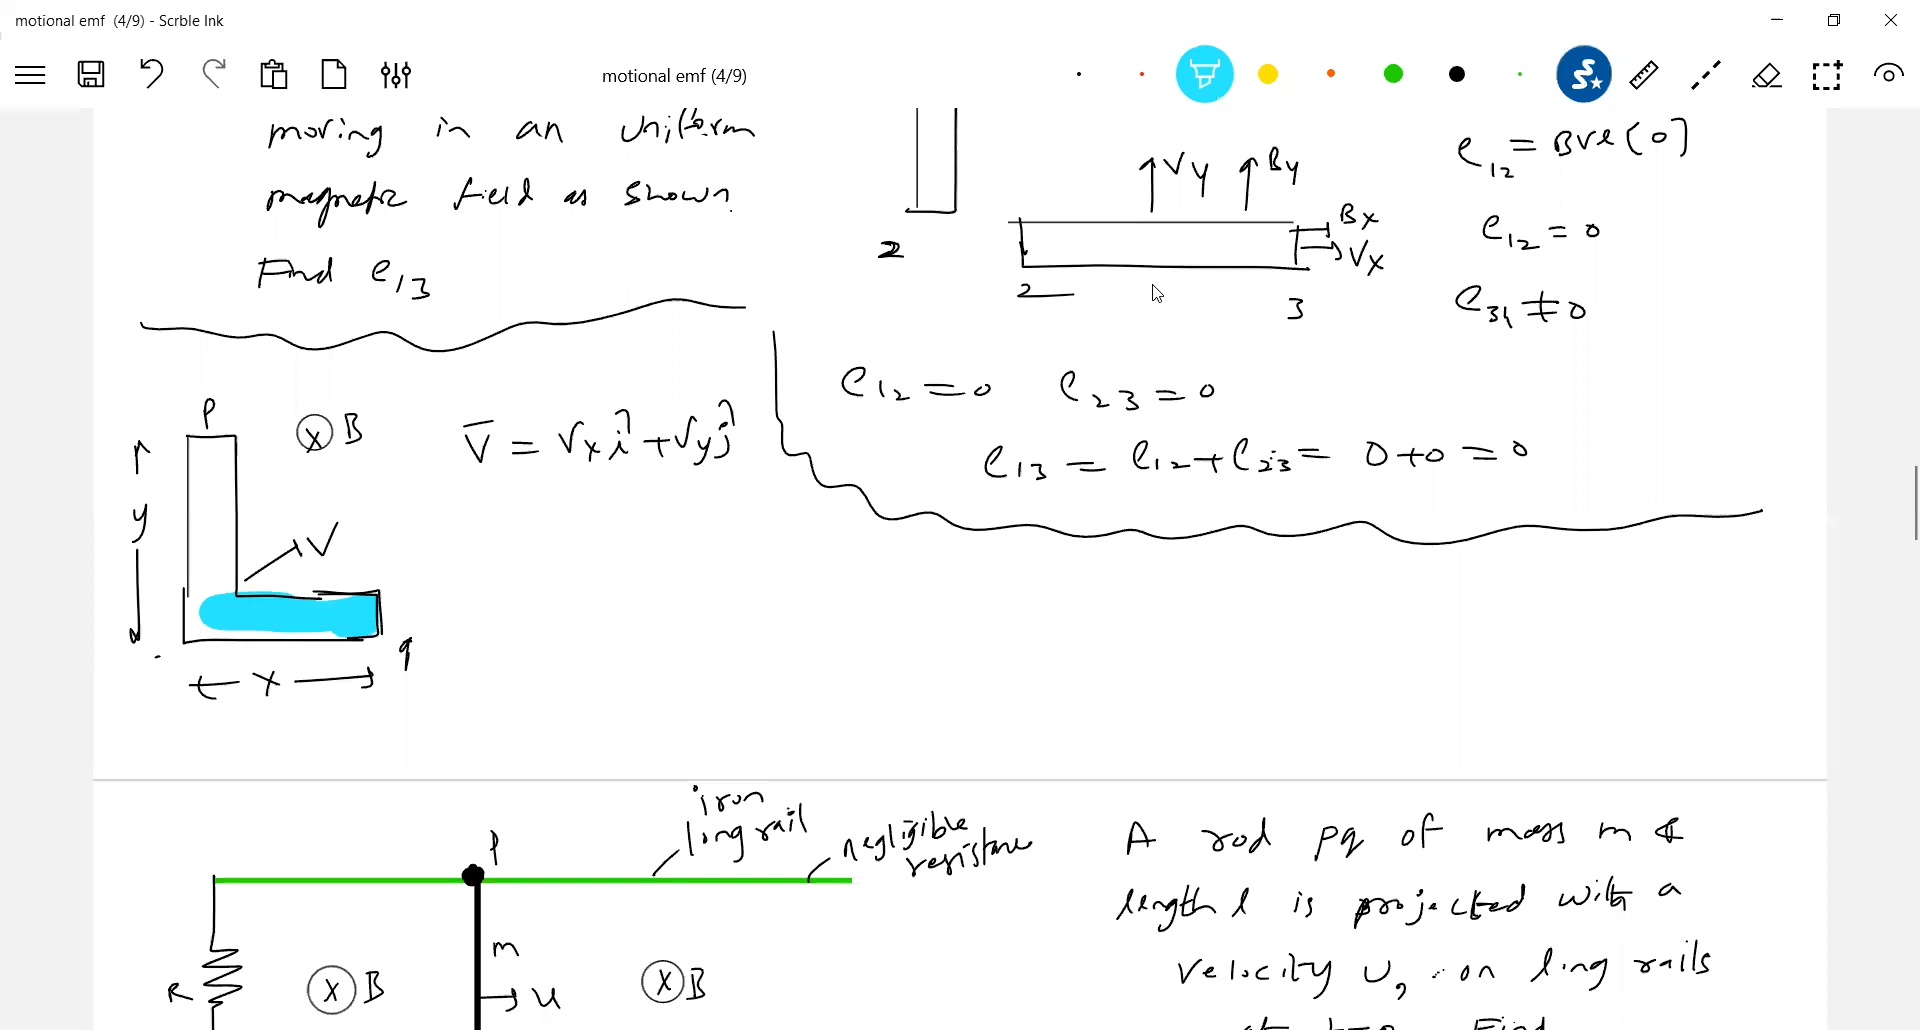 motional emf (4/9) - Scrble Ink
motional emf (4/9)
moving in an uniform
magnetic field as shown.
Find e13
2
Vy By
Bx
Vx
2 3
e12 = Bvl(0)
e12 = 0
e31 ≠ 0
e12 = 0 e23 = 0
e13 = e12 + e23 = 0+0 = 0
P
x B
V = Vx i + Vy j
y
V
q
x
iron
long rail
negligible
resistance
P
m
R
x B
u
x B
A rod pq of mass m &
length l is projected with a
velocity u, on long rails
at t=0 Find